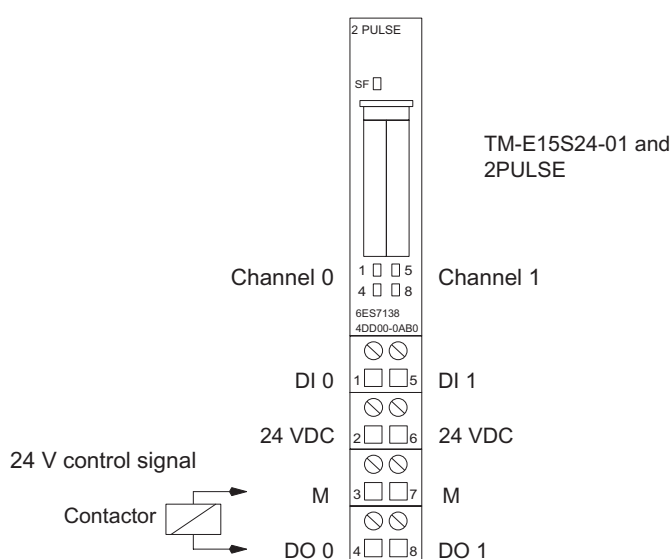 2 PULSE
SF
TM-E15S24-01 and
2PULSE
Channel 0 1 5 Channel 1
4 8
6ES7138
4DD00-0AB0
DI 0 1 5 DI 1
24 VDC 2 6 24 VDC
24 V control signal
M 3 7 M
Contactor
DO 0 4 8 DO 1